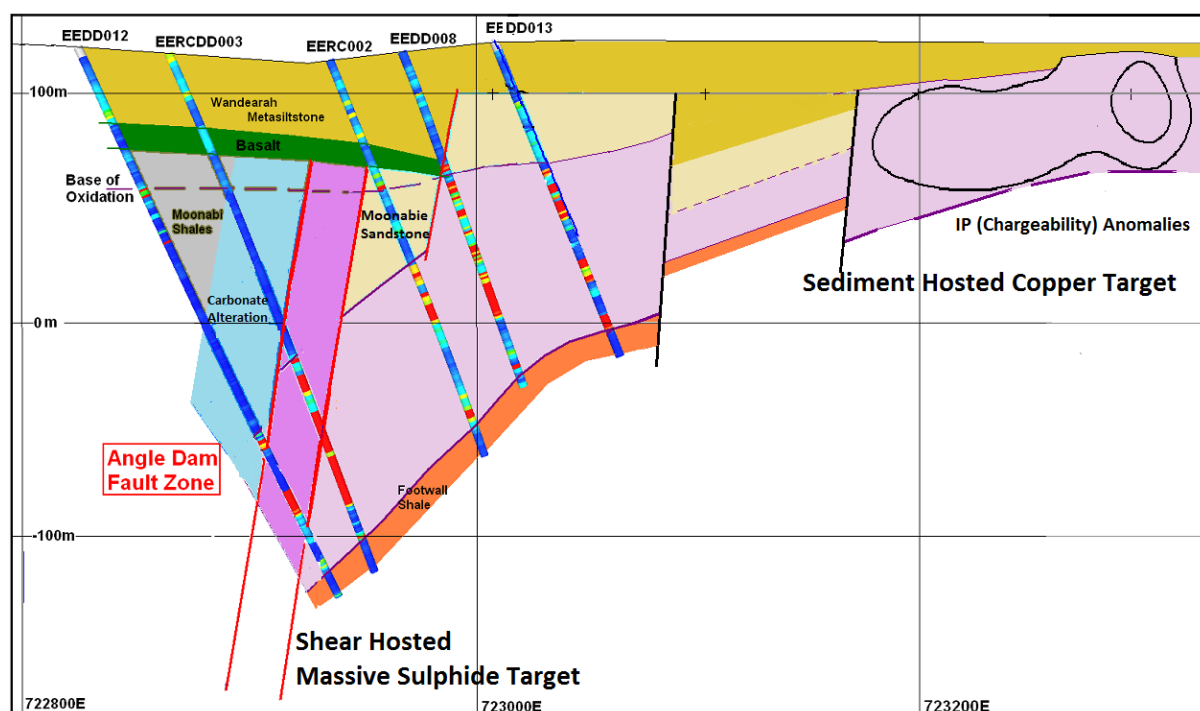 EEDD012
EERCDD003
EERC002
EEDD008
EEDD013
100m
Wandearah
Metasiltstone
Basalt
Base of
Oxidation
Moonabi
Shales
Moonabie
Sandstone
IP (Chargeability) Anomalies
Sediment Hosted Copper Target
Carbonate
Alteration
0m
Angle Dam
Fault Zone
Footwall
Shale
-100m
Shear Hosted
Massive Sulphide Target
722800E
723000E
723200E